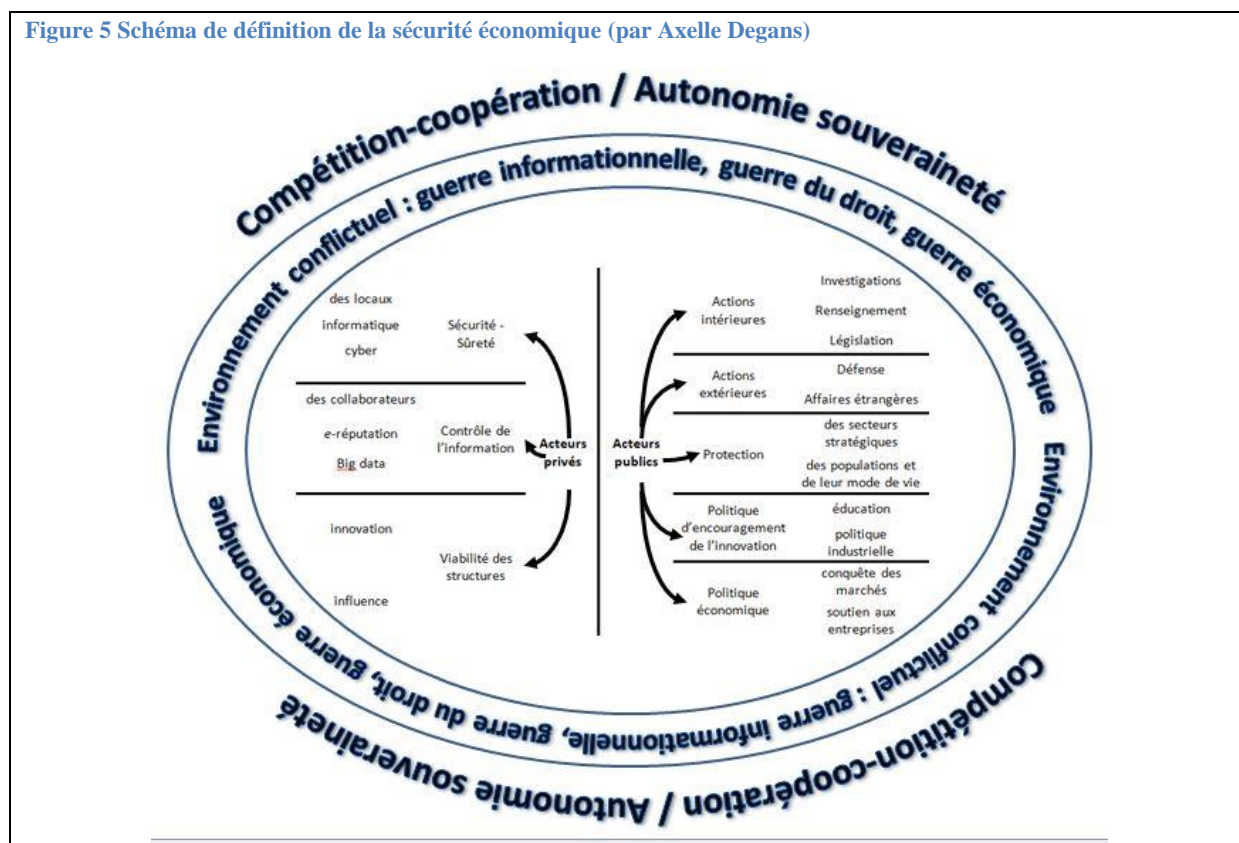 Figure 5 Schéma de définition de la sécurité économique (par Axelle Degans)
Compétition-coopération / Autonomie souveraineté
Environnement conflictuel : guerre informationnelle, guerre du droit, guerre économique
des locaux
informatique
cyber
Sécurité -
Sûreté
des collaborateurs
e-réputation
Big data
Contrôle de
l'information
innovation
influence
Viabilité des
structures
Acteurs
privés
Acteurs
publics
Actions
intérieures
Investigations
Renseignement
Législation
Actions
extérieures
Défense
Affaires étrangères
Protection
des secteurs
stratégiques
des populations et
de leur mode de vie
Politique
d'encouragement
de l'innovation
éducation
politique
industrielle
Politique
économique
conquête des
marchés
soutien aux
entreprises
Environnement conflictuel : guerre informationnelle, guerre du droit, guerre économique
Compétition-coopération / Autonomie souveraineté